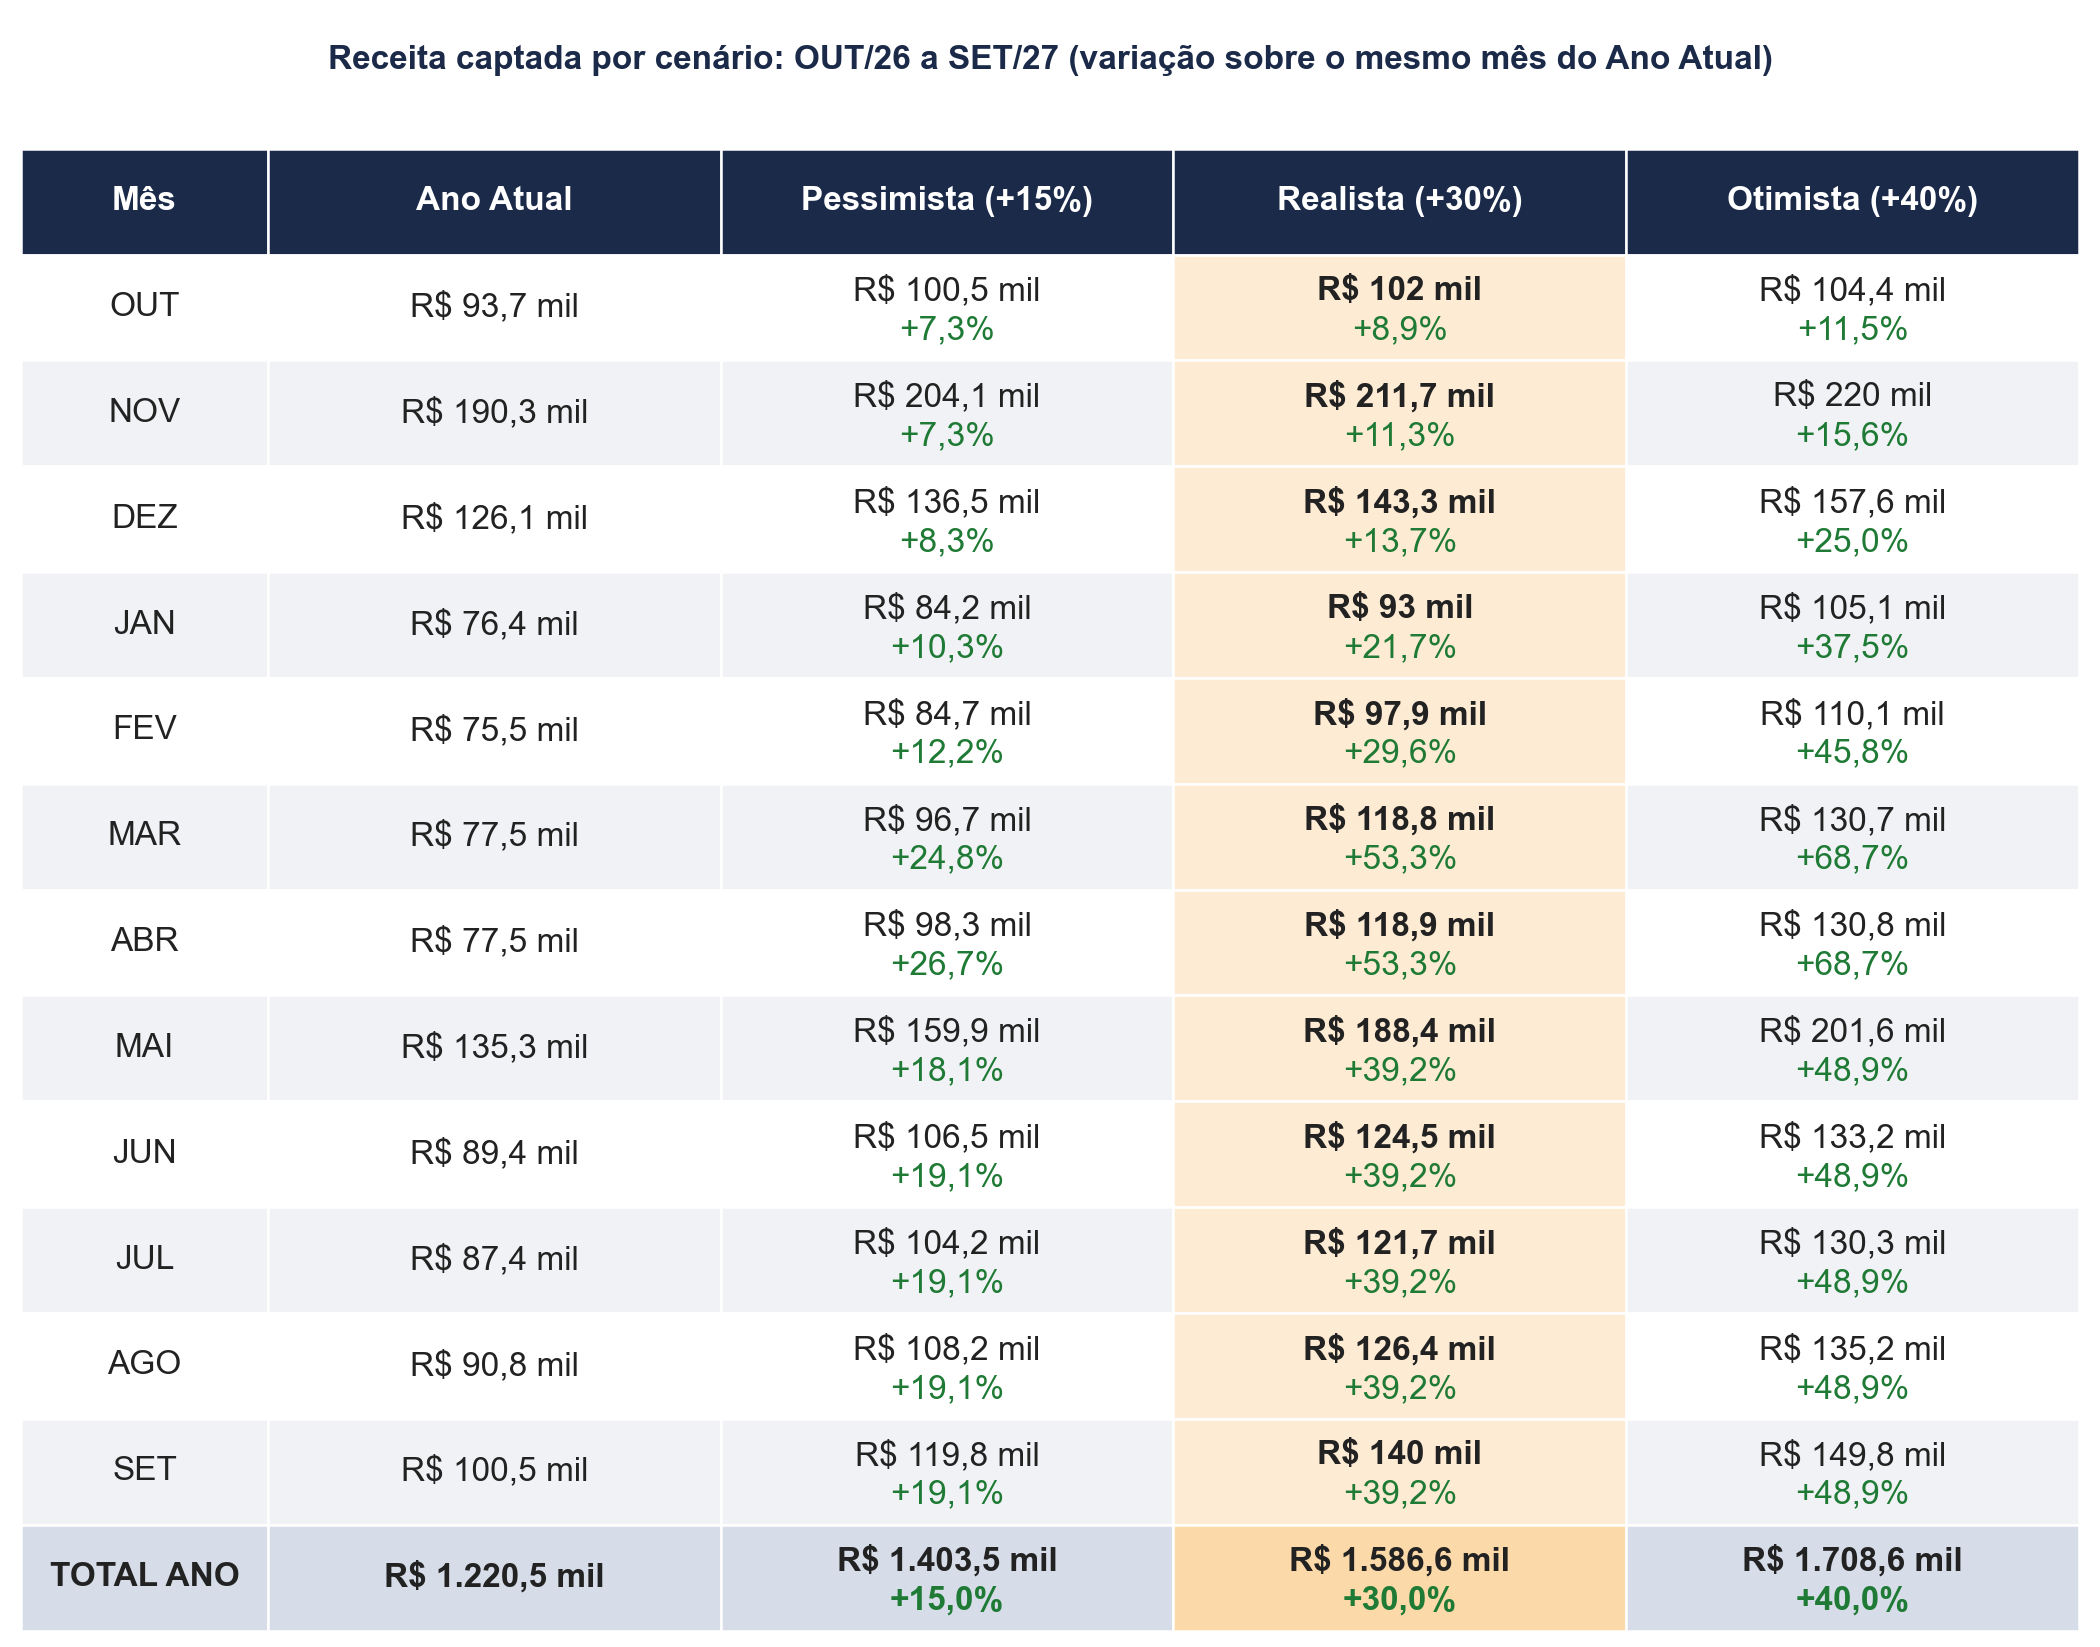 Receita captada por cenário: OUT/26 a SET/27 (variação sobre o mesmo mês do Ano Atual)
Mês Ano Atual Pessimista (+15%) Realista (+30%) Otimista (+40%)
OUT R$ 93,7 mil R$ 100,5 mil R$ 102 mil R$ 104,4 mil
+7,3% +8,9% +11,5%
NOV R$ 190,3 mil R$ 204,1 mil R$ 211,7 mil R$ 220 mil
+7,3% +11,3% +15,6%
DEZ R$ 126,1 mil R$ 136,5 mil R$ 143,3 mil R$ 157,6 mil
+8,3% +13,7% +25,0%
JAN R$ 76,4 mil R$ 84,2 mil R$ 93 mil R$ 105,1 mil
+10,3% +21,7% +37,5%
FEV R$ 75,5 mil R$ 84,7 mil R$ 97,9 mil R$ 110,1 mil
+12,2% +29,6% +45,8%
MAR R$ 77,5 mil R$ 96,7 mil R$ 118,8 mil R$ 130,7 mil
+24,8% +53,3% +68,7%
ABR R$ 77,5 mil R$ 98,3 mil R$ 118,9 mil R$ 130,8 mil
+26,7% +53,3% +68,7%
MAI R$ 135,3 mil R$ 159,9 mil R$ 188,4 mil R$ 201,6 mil
+18,1% +39,2% +48,9%
JUN R$ 89,4 mil R$ 106,5 mil R$ 124,5 mil R$ 133,2 mil
+19,1% +39,2% +48,9%
JUL R$ 87,4 mil R$ 104,2 mil R$ 121,7 mil R$ 130,3 mil
+19,1% +39,2% +48,9%
AGO R$ 90,8 mil R$ 108,2 mil R$ 126,4 mil R$ 135,2 mil
+19,1% +39,2% +48,9%
SET R$ 100,5 mil R$ 119,8 mil R$ 140 mil R$ 149,8 mil
+19,1% +39,2% +48,9%
TOTAL ANO R$ 1.220,5 mil R$ 1.403,5 mil R$ 1.586,6 mil R$ 1.708,6 mil
+15,0% +30,0% +40,0%